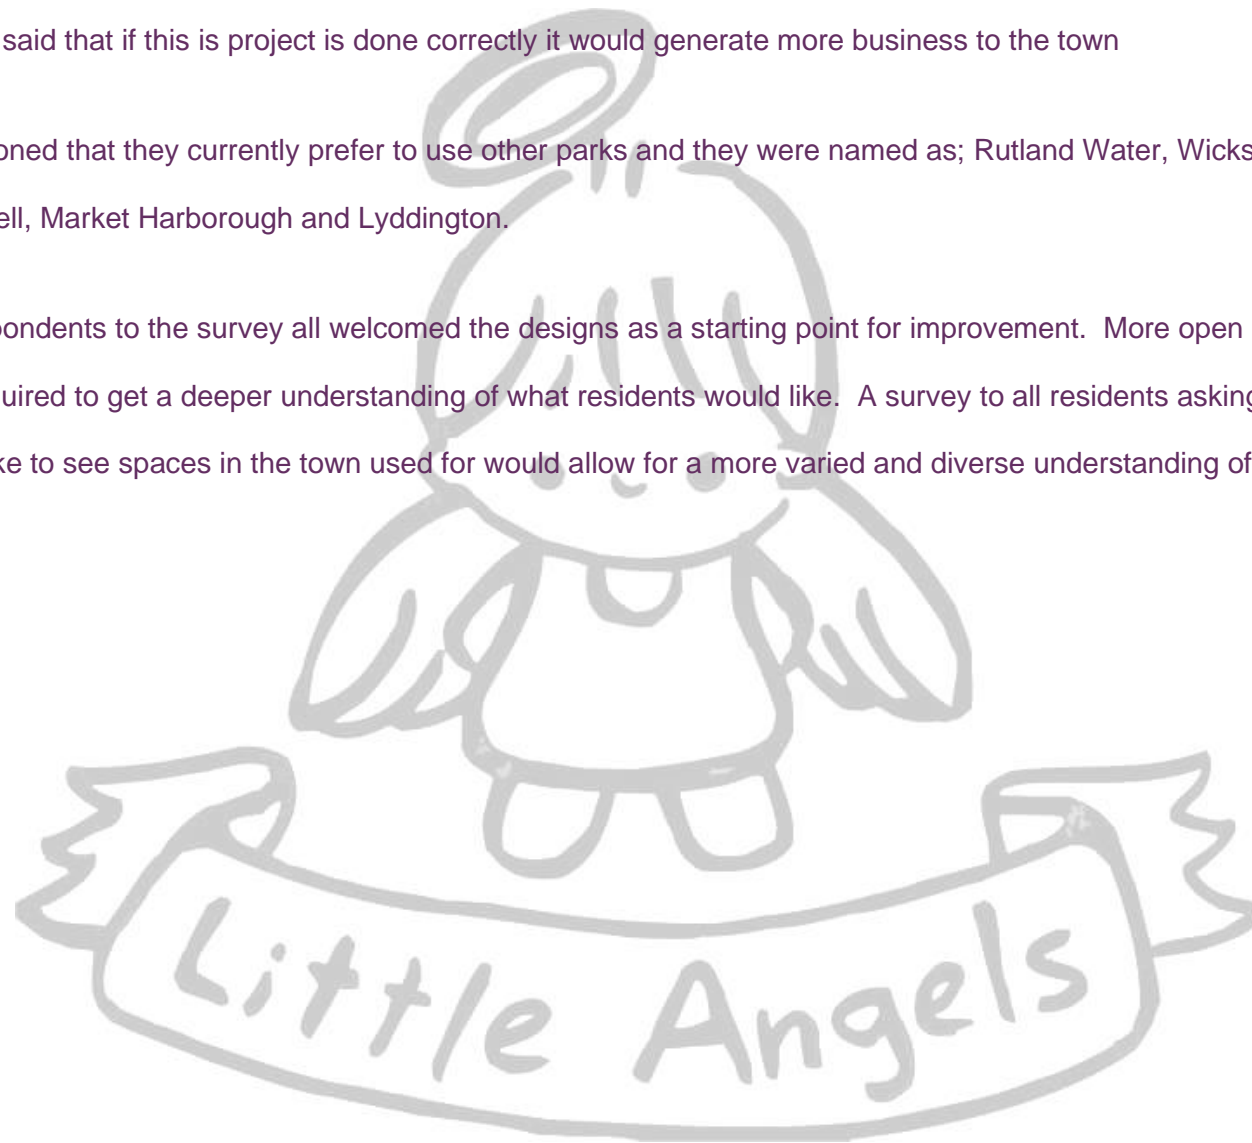 said that if this is project is done correctly it would generate more business to the town
oned that they currently prefer to use other parks and they were named as; Rutland Water, Wicks
ell, Market Harborough and Lyddington.
pondents to the survey all welcomed the designs as a starting point for improvement.  More open
uired to get a deeper understanding of what residents would like.  A survey to all residents asking
ke to see spaces in the town used for would allow for a more varied and diverse understanding of
Little Angels